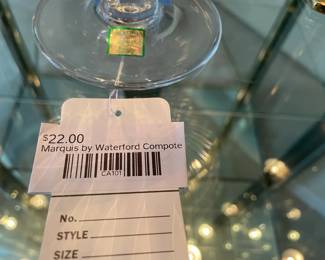 $22.00
Marquis by Waterford Compote
CA101
No.
STYLE
SIZE